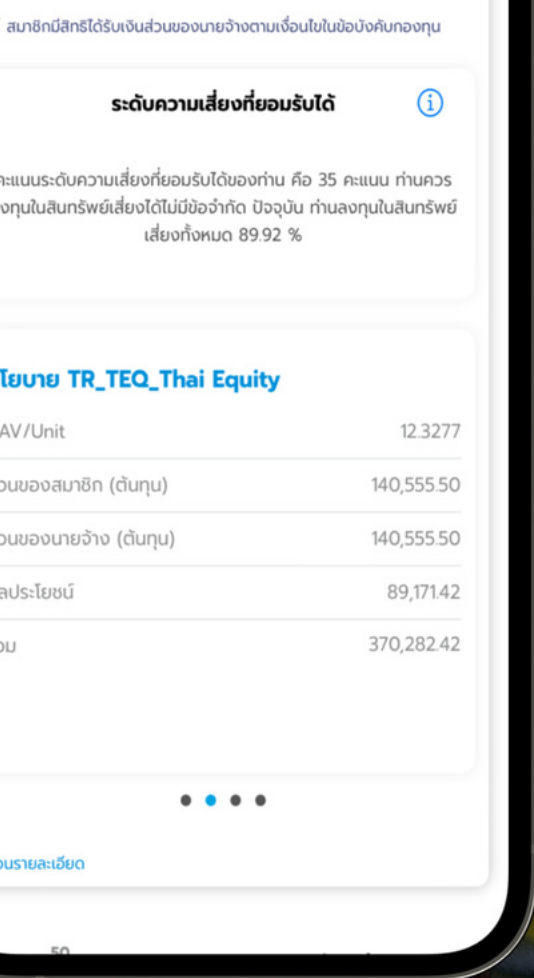 สมาชิกมีสิทธิได้รับเงินส่วนของนายจ้างตามเงื่อนไขในข้อบังคับกองทุน
ระดับความเสี่ยงที่ยอมรับได้
ะแนนระดับความเสี่ยงที่ยอมรับได้ของท่าน คือ 35 คะแนน ท่านควร
งทุนในสินทรัพย์เสี่ยงได้ไม่มีข้อจำกัด ปัจจุบัน ท่านลงทุนในสินทรัพย์
เสี่ยงทั้งหมด 89.92 %
โยบาย TR_TEQ_Thai Equity
AV/Unit 12.3277
วนของสมาชิก (ต้นทุน) 140,555.50
วนของนายจ้าง (ต้นทุน) 140,555.50
ลประโยชน์ 89,171.42
วม 370,282.42
อนรายละเอียด
50